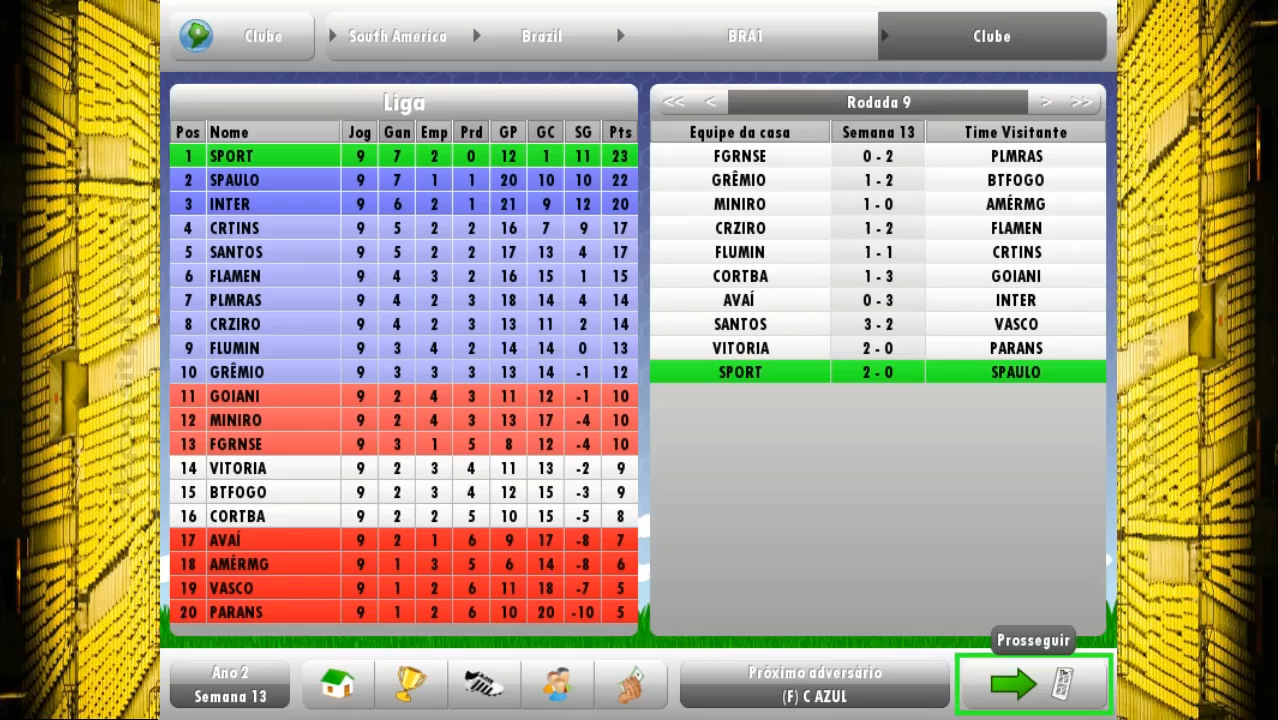 Clube South America Brazil BRA1 Clube
Liga
Pos Nome Jog Gan Emp Prd GP GC SG Pts
1 SPORT 9 7 2 0 12 1 11 23
2 SPAULO 9 7 1 1 20 10 10 22
3 INTER 9 6 2 1 21 9 12 20
4 CRTINS 9 5 2 2 16 7 9 17
5 SANTOS 9 5 2 2 17 13 4 17
6 FLAMEN 9 4 3 2 16 15 1 15
7 PLMRAS 9 4 2 3 18 14 4 14
8 CRZIRO 9 4 2 3 13 11 2 14
9 FLUMIN 9 3 4 2 14 14 0 13
10 GRÊMIO 9 3 3 3 13 14 -1 12
11 GOIANI 9 2 4 3 11 12 -1 10
12 MINIRO 9 2 4 3 13 17 -4 10
13 FGRNSE 9 3 1 5 8 12 -4 10
14 VITORIA 9 2 3 4 11 13 -2 9
15 BTFOGO 9 2 3 4 12 15 -3 9
16 CORTBA 9 2 2 5 10 15 -5 8
17 AVAÍ 9 2 1 6 9 17 -8 7
18 AMÉRMG 9 1 3 5 6 14 -8 6
19 VASCO 9 1 2 6 11 18 -7 5
20 PARANS 9 1 2 6 10 20 -10 5
<< < Rodada 9 > >>
Equipe da casa Semana 13 Time Visitante
FGRNSE 0 - 2 PLMRAS
GRÊMIO 1 - 2 BTFOGO
MINIRO 1 - 0 AMÉRMG
CRZIRO 1 - 2 FLAMEN
FLUMIN 1 - 1 CRTINS
CORTBA 1 - 3 GOIANI
AVAÍ 0 - 3 INTER
SANTOS 3 - 2 VASCO
VITORIA 2 - 0 PARANS
SPORT 2 - 0 SPAULO
Prosseguir
Ano 2
Semana 13
Próximo adversário
(F) C AZUL